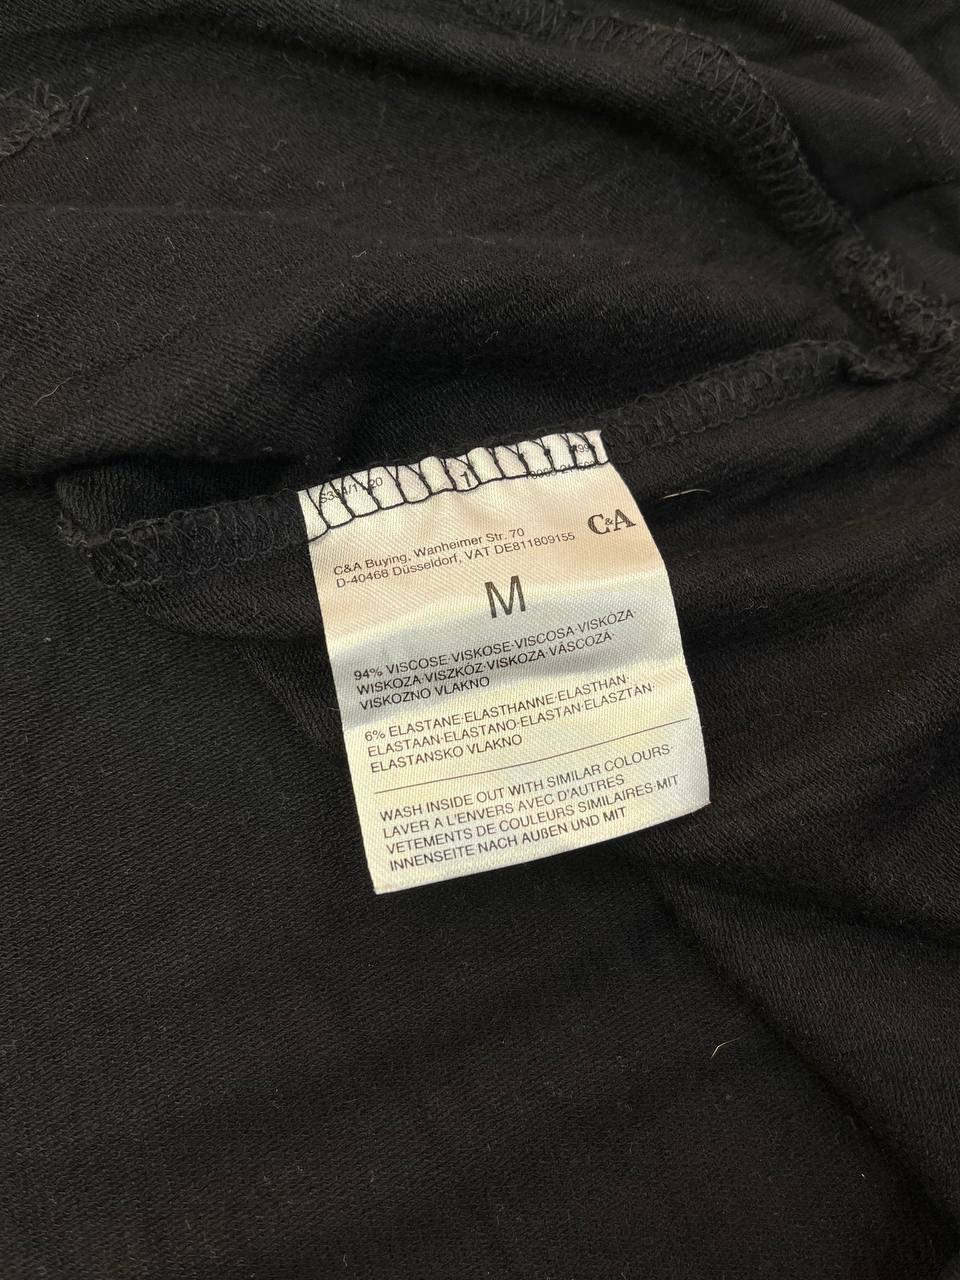 C&A
C&A Buying, Wanheimer Str. 70
D-40468 Düsseldorf, VAT DE811809155
M
94% VISCOSE·VISKOSE·VISCOSA·VISKÓZA·
WISKOZA·VISZKÓZ·VISKOZA·VÂSCOZÁ·
VISKOZNO VLAKNO
6% ELASTANE·ELASTHANNE·ELASTHAN·
ELASTAAN·ELASTANO·ELASTAN·ELASZTÁN·
ELASTANSKO VLAKNO
WASH INSIDE OUT WITH SIMILAR COLOURS·
LAVER A L'ENVERS AVEC D'AUTRES
VETEMENTS DE COULEURS SIMILAIRES·MIT
INNENSEITE NACH AUßEN UND MIT